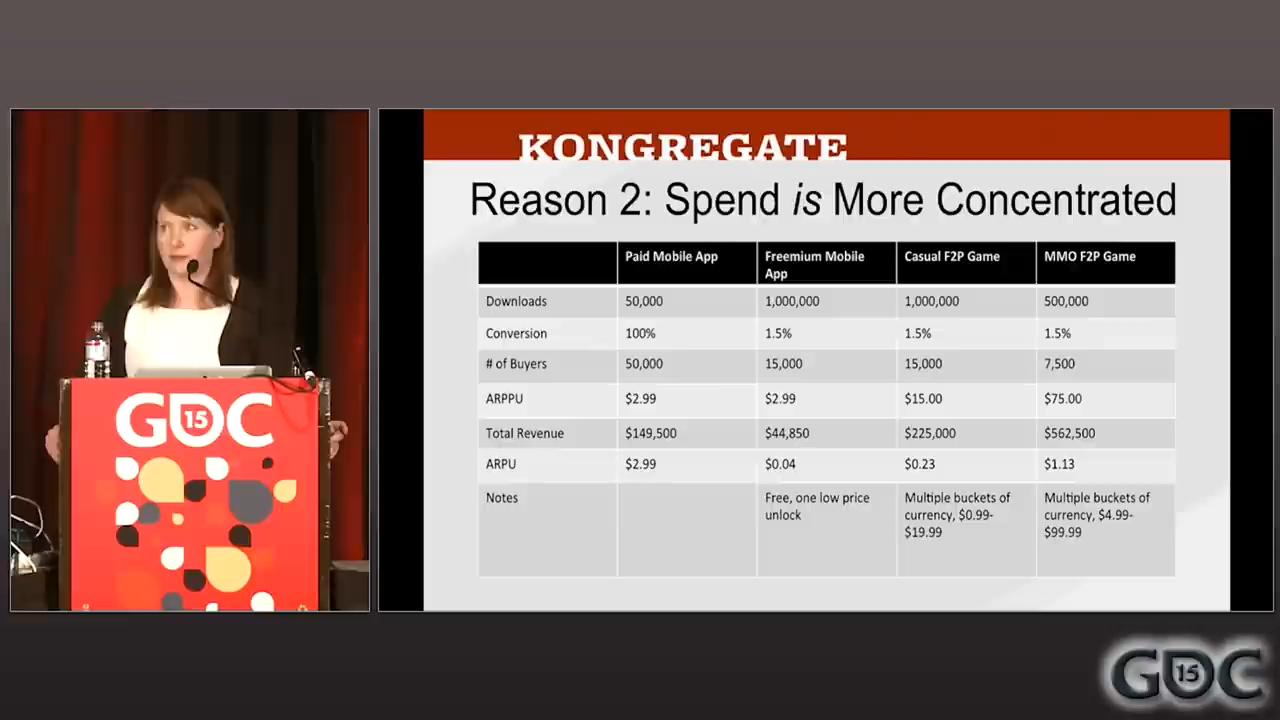 KONGREGATE
Reason 2: Spend is More Concentrated
Paid Mobile App Freemium Mobile App Casual F2P Game MMO F2P Game
Downloads 50,000 1,000,000 1,000,000 500,000
Conversion 100% 1.5% 1.5% 1.5%
# of Buyers 50,000 15,000 15,000 7,500
ARPPU $2.99 $2.99 $15.00 $75.00
Total Revenue $149,500 $44,850 $225,000 $562,500
ARPU $2.99 $0.04 $0.23 $1.13
Notes Free, one low price unlock Multiple buckets of currency, $0.99-$19.99 Multiple buckets of currency, $4.99-$99.99
GDC 15
GDC 15